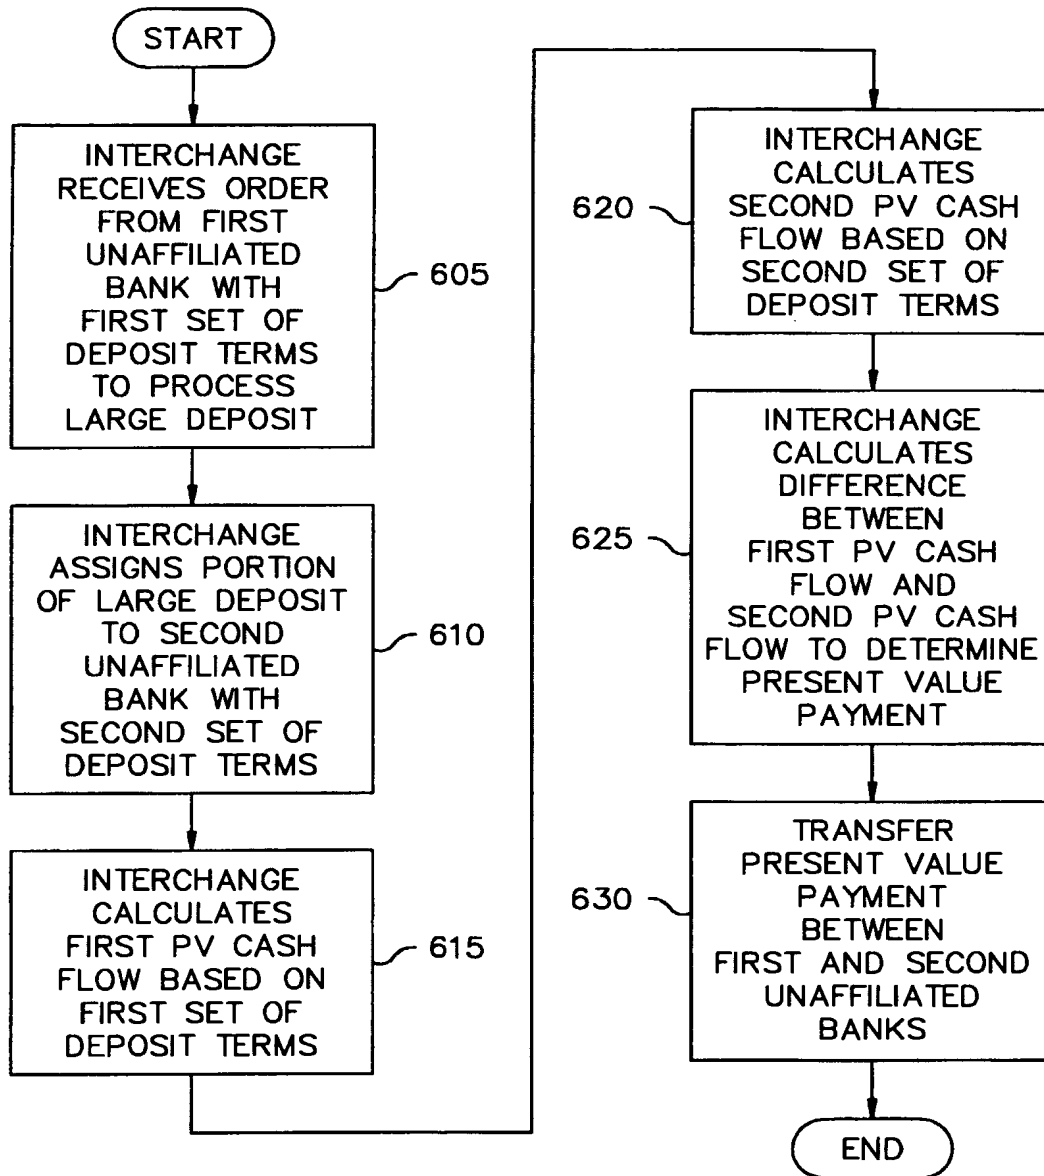 START
INTERCHANGE
RECEIVES ORDER
FROM FIRST
UNAFFILIATED
BANK WITH
FIRST SET OF
DEPOSIT TERMS
TO PROCESS
LARGE DEPOSIT
605
INTERCHANGE
ASSIGNS PORTION
OF LARGE DEPOSIT
TO SECOND
UNAFFILIATED
BANK WITH
SECOND SET OF
DEPOSIT TERMS
610
INTERCHANGE
CALCULATES
FIRST PV CASH
FLOW BASED ON
FIRST SET OF
DEPOSIT TERMS
615
INTERCHANGE
CALCULATES
SECOND PV CASH
FLOW BASED ON
SECOND SET OF
DEPOSIT TERMS
620
INTERCHANGE
CALCULATES
DIFFERENCE
BETWEEN
FIRST PV CASH
FLOW AND
SECOND PV CASH
FLOW TO DETERMINE
PRESENT VALUE
PAYMENT
625
TRANSFER
PRESENT VALUE
PAYMENT
BETWEEN
FIRST AND SECOND
UNAFFILIATED
BANKS
630
END